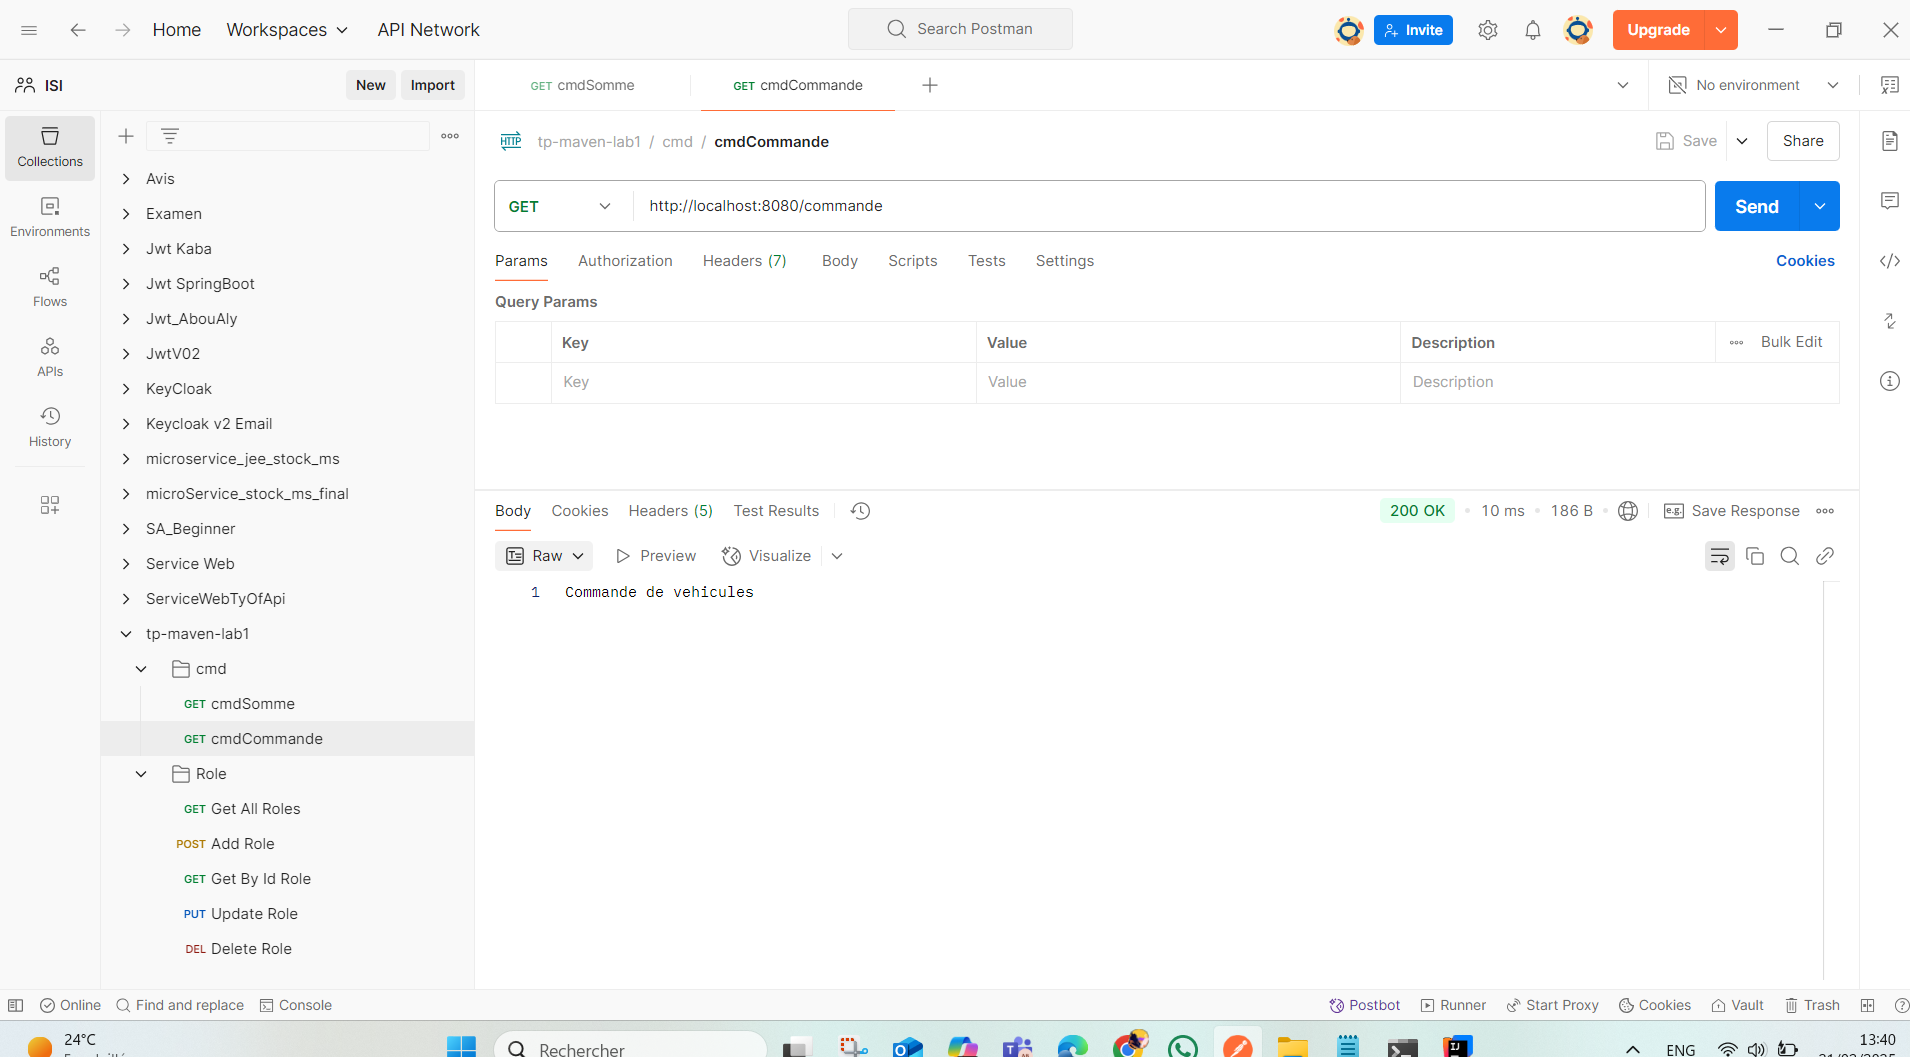 Home
Workspaces
API Network
Search Postman
Invite
Upgrade
ISI
New
Import
GET cmdSomme
GET cmdCommande
No environment
Collections
Environments
Flows
APIs
History
Avis
Examen
Jwt Kaba
Jwt SpringBoot
Jwt_AbouAly
JwtV02
KeyCloak
Keycloak v2 Email
microservice_jee_stock_ms
microService_stock_ms_final
SA_Beginner
Service Web
ServiceWebTyOfApi
tp-maven-lab1
cmd
GET cmdSomme
GET cmdCommande
Role
GET Get All Roles
POST Add Role
GET Get By Id Role
PUT Update Role
DEL Delete Role
HTTP tp-maven-lab1 / cmd / cmdCommande
Save
Share
GET
http://localhost:8080/commande
Send
Params
Authorization
Headers (7)
Body
Scripts
Tests
Settings
Cookies
Query Params
Key
Value
Description
Bulk Edit
Key
Value
Description
Body
Cookies
Headers (5)
Test Results
200 OK
10 ms
186 B
e.g. Save Response
Raw
Preview
Visualize
1 Commande de vehicules
Online
Find and replace
Console
Postbot
Runner
Start Proxy
Cookies
Vault
Trash
24°C
Rechercher
ENG
13:40